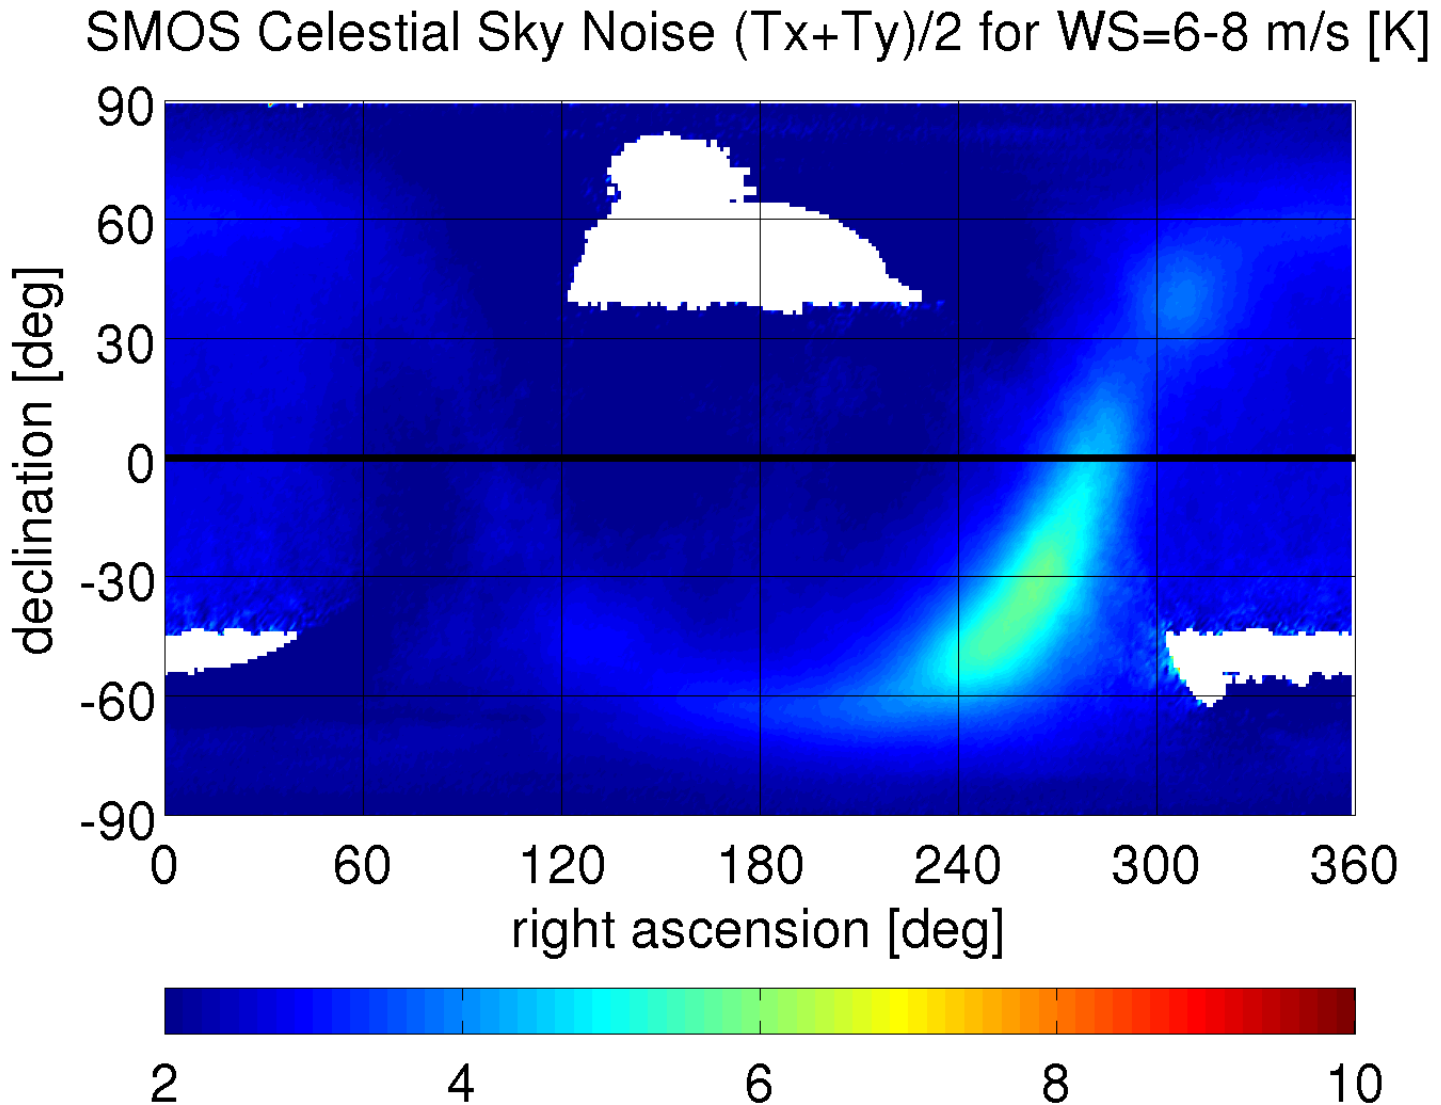 SMOS Celestial Sky Noise (Tx+Ty)/2 for WS=6-8 m/s [K]
90
60
30
0
-30
-60
-90
declination [deg]
0 60 120 180 240 300 360
right ascension [deg]
2 4 6 8 10